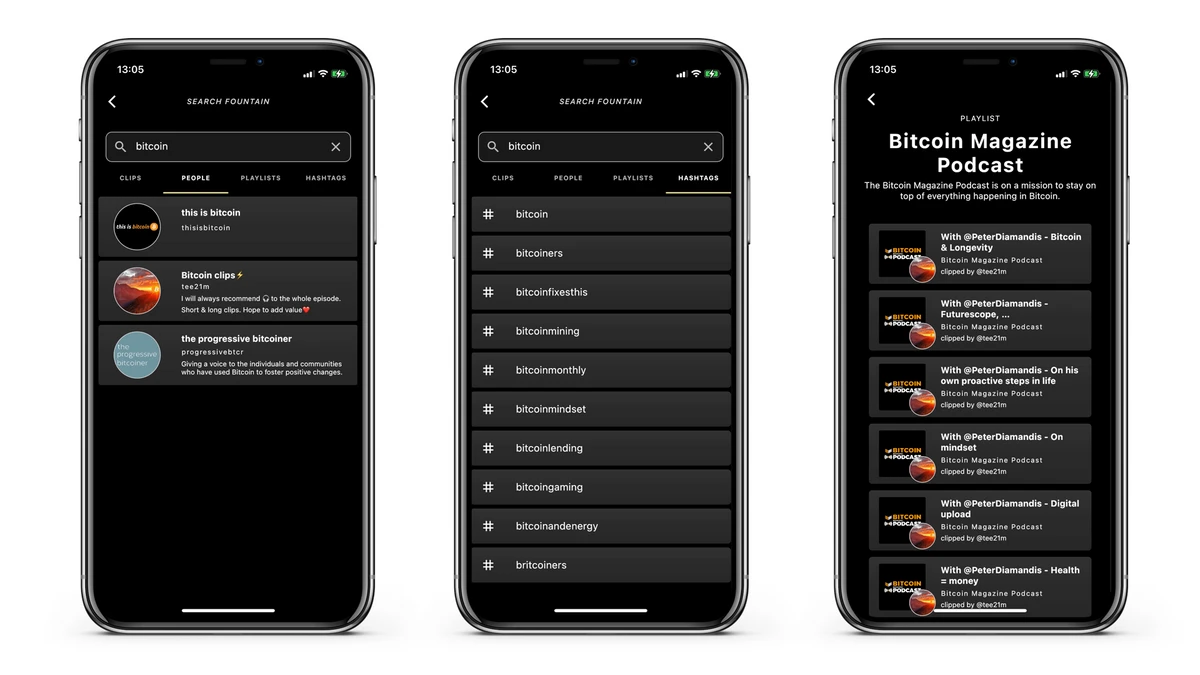 13:05
SEARCH FOUNTAIN
bitcoin
CLIPS PEOPLE PLAYLISTS HASHTAGS
this is bitcoin
this is bitcoin
thisisbitcoin
Bitcoin clips⚡
tee21m
I will always recommend 🎧 to the whole episode.
Short & long clips. Hope to add value❤️
the
progressive
bitcoiner
the progressive bitcoiner
progressivebtcr
Giving a voice to the individuals and communities
who have used Bitcoin to foster positive changes.
13:05
SEARCH FOUNTAIN
bitcoin
CLIPS PEOPLE PLAYLISTS HASHTAGS
# bitcoin
# bitcoiners
# bitcoinfixesthis
# bitcoinmining
# bitcoinmonthly
# bitcoinmindset
# bitcoinlending
# bitcoingaming
# bitcoinandenergy
# britcoiners
13:05
PLAYLIST
Bitcoin Magazine
Podcast
The Bitcoin Magazine Podcast is on a mission to stay on
top of everything happening in Bitcoin.
BITCOIN
PODCAST
With @PeterDiamandis - Bitcoin
& Longevity
Bitcoin Magazine Podcast
clipped by @tee21m
BITCOIN
PODCAST
With @PeterDiamandis -
Futurescope, ...
Bitcoin Magazine Podcast
clipped by @tee21m
BITCOIN
PODCAST
With @PeterDiamandis - On his
own proactive steps in life
Bitcoin Magazine Podcast
clipped by @tee21m
BITCOIN
PODCAST
With @PeterDiamandis - On
mindset
Bitcoin Magazine Podcast
clipped by @tee21m
BITCOIN
PODCAST
With @PeterDiamandis - Digital
upload
Bitcoin Magazine Podcast
clipped by @tee21m
BITCOIN
PODCAST
With @PeterDiamandis - Health
= money
Bitcoin Magazine Podcast
clipped by @tee21m